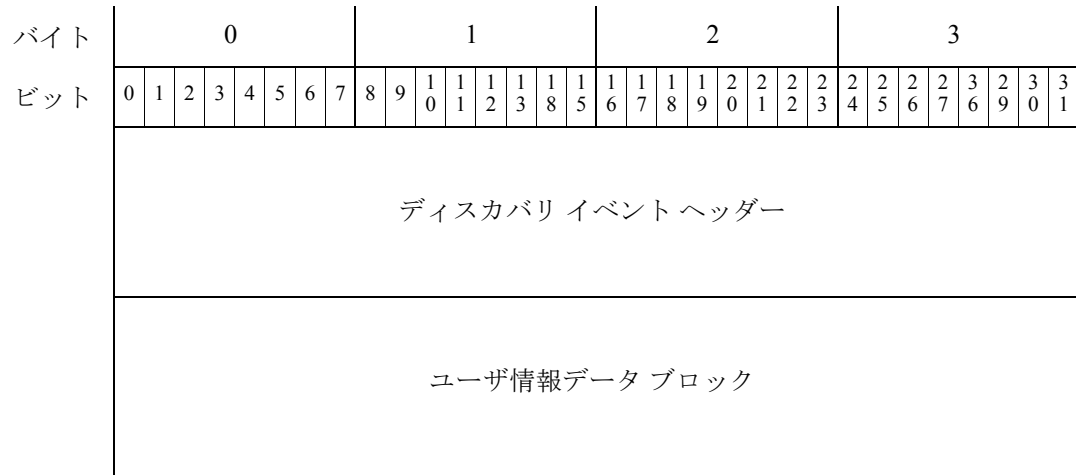 バイト 0 1 2 3
ビット 0 1 2 3 4 5 6 7 8 9 10 11 12 13 18 15 16 17 18 19 20 21 22 23 24 25 26 27 36 29 30 31
ディスカバリ イベント ヘッダー
ユーザ情報データ ブロック